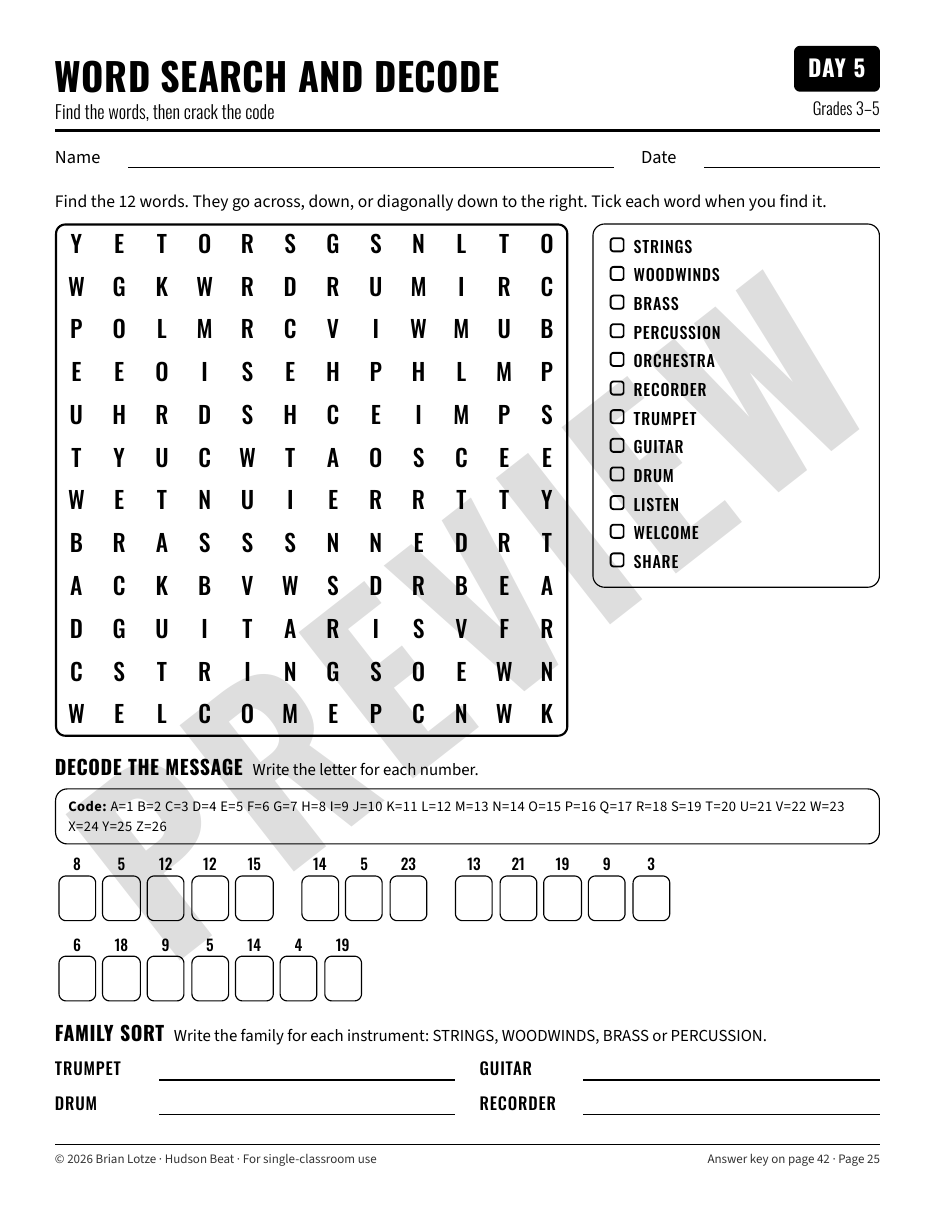 WORD SEARCH AND DECODE
DAY 5
Find the words, then crack the code
Grades 3–5
Name
Date
Find the 12 words. They go across, down, or diagonally down to the right. Tick each word when you find it.
Y E T O R S G S N L T O
W G K W R D R U M I R C
P O L M R C V I W M U B
E E O I S E H P H L M P
U H R D S H C E I M P S
T Y U C W T A O S C E E
W E T N U I E R R T T Y
B R A S S S N N E D R T
A C K B V W S D R B E A
D G U I T A R I S V F R
C S T R I N G S O E W N
W E L C O M E P C N W K
STRINGS
WOODWINDS
BRASS
PERCUSSION
ORCHESTRA
RECORDER
TRUMPET
GUITAR
DRUM
LISTEN
WELCOME
SHARE
PREVIEW
DECODE THE MESSAGE Write the letter for each number.
Code: A=1 B=2 C=3 D=4 E=5 F=6 G=7 H=8 I=9 J=10 K=11 L=12 M=13 N=14 O=15 P=16 Q=17 R=18 S=19 T=20 U=21 V=22 W=23
X=24 Y=25 Z=26
8 5 12 12 15 14 5 23 13 21 19 9 3
6 18 9 5 14 4 19
FAMILY SORT Write the family for each instrument: STRINGS, WOODWINDS, BRASS or PERCUSSION.
TRUMPET GUITAR
DRUM RECORDER
© 2026 Brian Lotze · Hudson Beat · For single-classroom use
Answer key on page 42 · Page 25